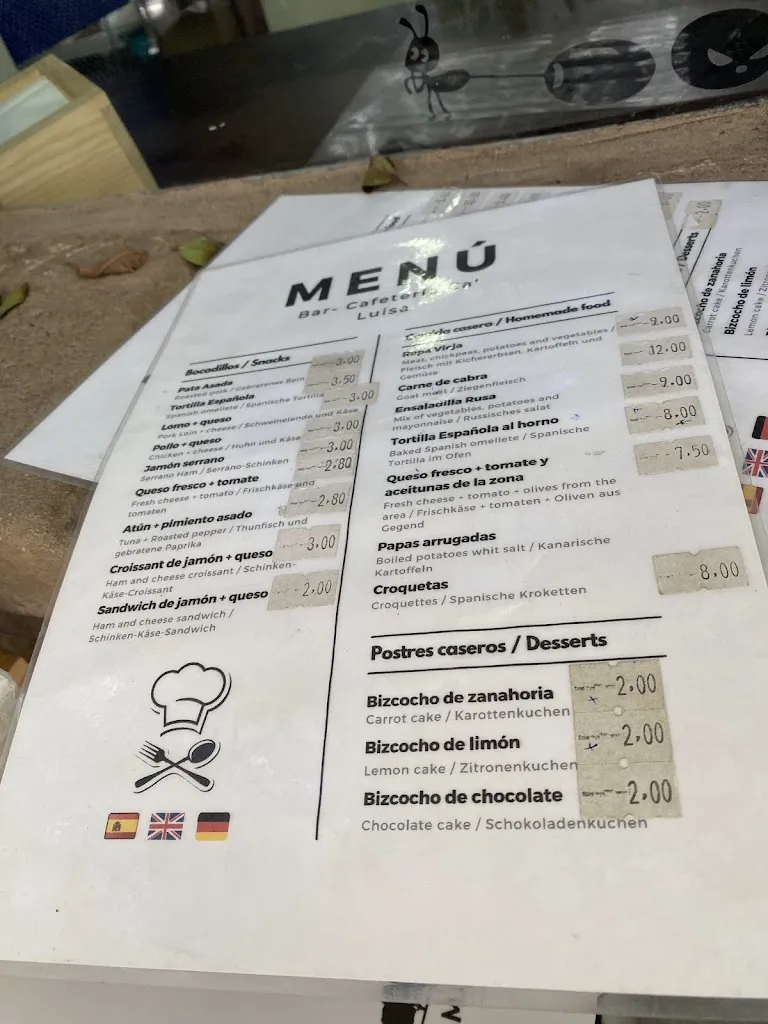 MENÚ
Bar- Cafetería
Luisa
Bocadillos / Snacks
Pata Asada
Roasted pork / Gebratenes Bein
3,00
Tortilla Española
Spanish omellete / Spanische Tortilla
3,50
Lomo + queso
Pork Loin + cheese / Schweinelende und Käse
3,00
Pollo + queso
Chicken + cheese / Huhn und Käse
3,00
Jamón serrano
Serrano Ham / Serrano-Schinken
3,00
Queso fresco + tomate
Fresh cheese + tomato / Frischkäse und
tomaten
2,80
Atún + pimiento asado
Tuna + Roasted pepper / Thunfisch und
gebratene Paprika
2,80
Croissant de jamón + queso
Ham and cheese croissant / Schinken-
Käse-Croissant
3,00
Sandwich de jamón + queso
Ham and cheese sandwich /
Schinken-Käse-Sandwich
2,00
Comida casera / Homemade food
Ropa Virja
Meat, chickpeas, potatoes and vegetables /
Fleisch mit Kichererbsen, Kartoffeln und
Gemüse
9.00
Carne de cabra
Goat meat / Ziegenfleisch
12.00
Ensaladilla Rusa
Mix of vegetables, potatoes and
mayonnaise / Russisches salat
9.00
Tortilla Española al horno
Baked Spanish omellete / Spanische
Tortilla im Ofen
8,00
Queso fresco + tomate y
aceitunas de la zona
Fresh cheese + tomato + olives from the
area / Frischkäse + tomaten + Oliven aus
Gegend
7,50
Papas arrugadas
Boiled potatoes whit salt / Kanarische
Kartoffeln
Croquetas
Croquettes / Spanische Kroketten
8,00
Postres caseros / Desserts
Bizcocho de zanahoria
Carrot cake / Karottenkuchen
2,00
Bizcocho de limón
Lemon cake / Zitronenkuchen
2,00
Bizcocho de chocolate
Chocolate cake / Schokoladenkuchen
2,00
/ Desserts
Bizcocho de zanahoria
Carrot cake / Karottenkuchen
Bizcocho de limón
Lemon cake /